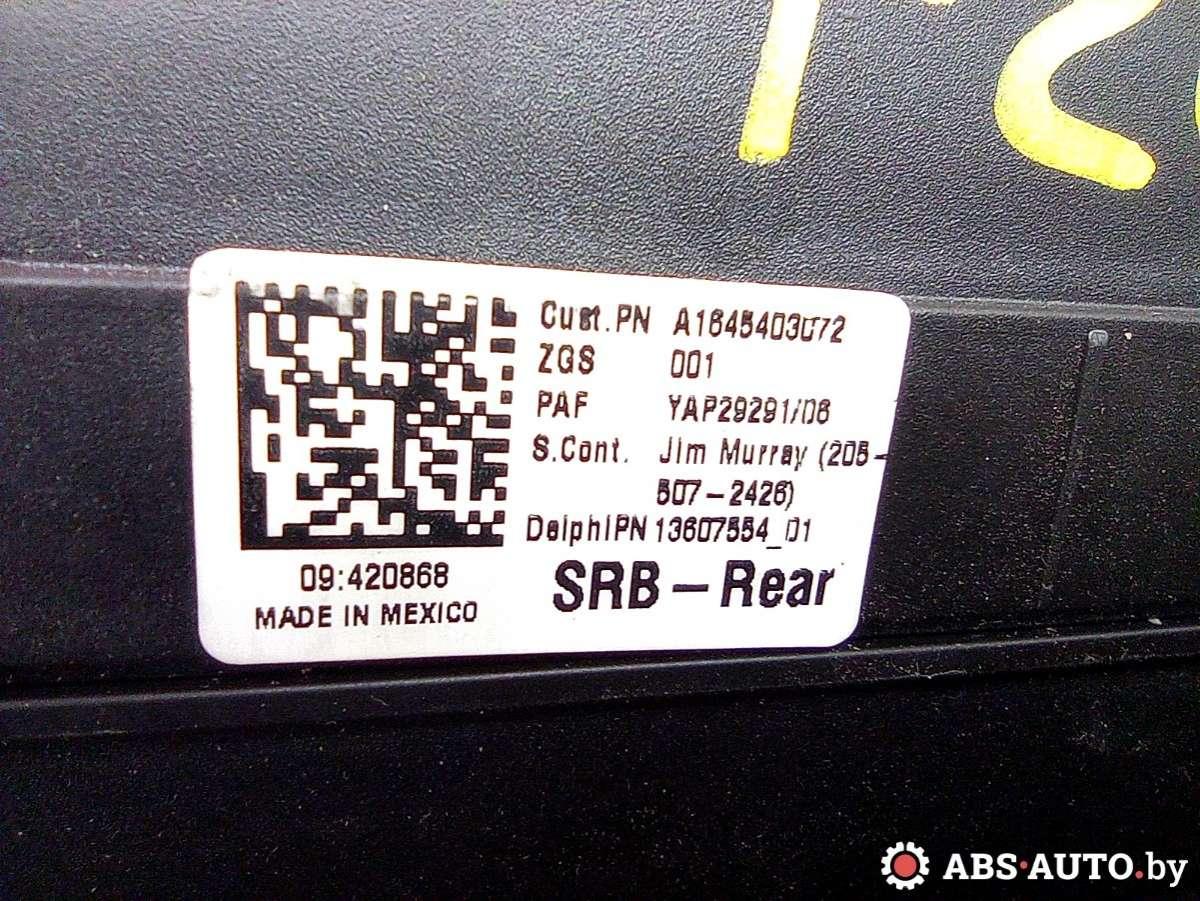 Cust.PN A1645403072
ZGS 001
PAF YAP29291/06
S.Cont. Jim Murray (205-
507-2426)
DelphiPN 13607554_01
SRB-Rear
09:420868
MADE IN MEXICO
ABS·AUTO.by